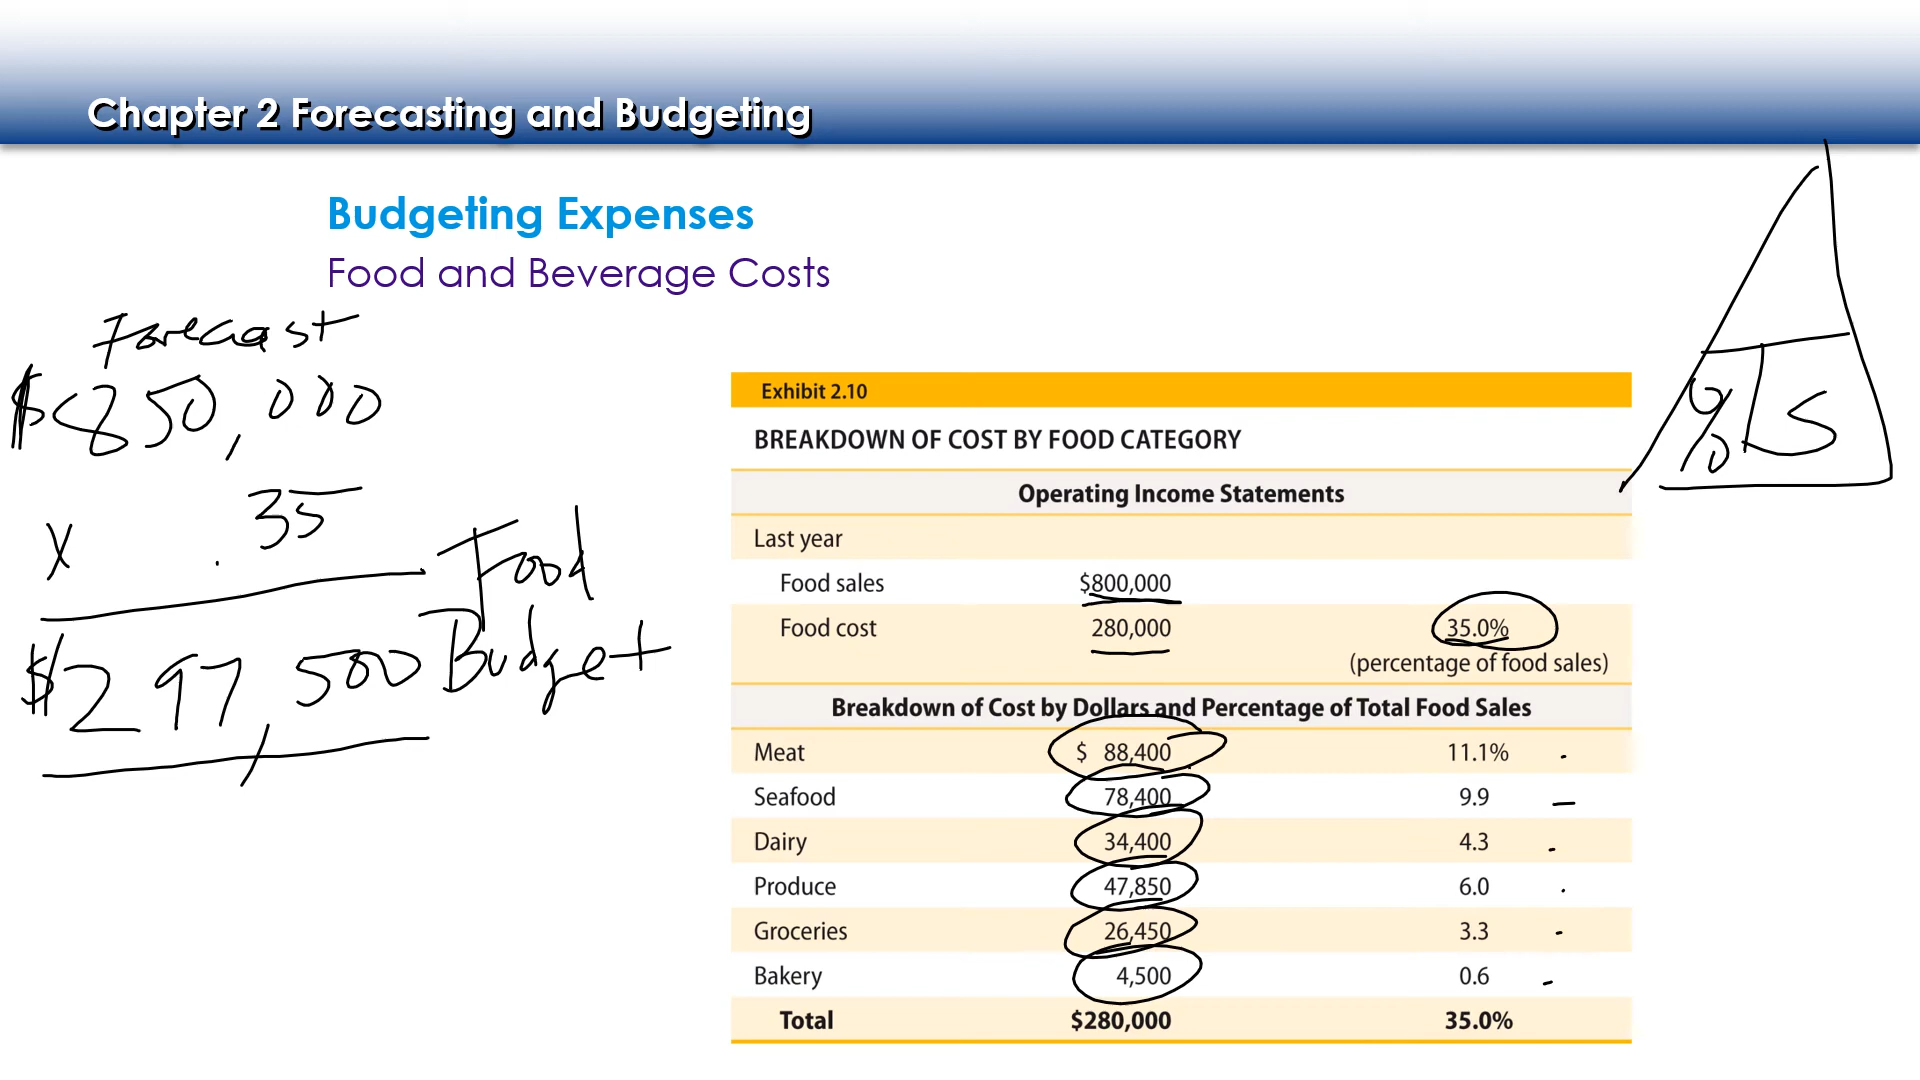 Chapter 2 Forecasting and Budgeting
Budgeting Expenses
Food and Beverage Costs
Forecast
$850,000
x .35
Food
Budget
$297,500
% S
Exhibit 2.10
BREAKDOWN OF COST BY FOOD CATEGORY
Operating Income Statements
Last year
Food sales $800,000
Food cost 280,000 35.0%
(percentage of food sales)
Breakdown of Cost by Dollars and Percentage of Total Food Sales
Meat $ 88,400 11.1%
Seafood 78,400 9.9
Dairy 34,400 4.3
Produce 47,850 6.0
Groceries 26,450 3.3
Bakery 4,500 0.6
Total $280,000 35.0%